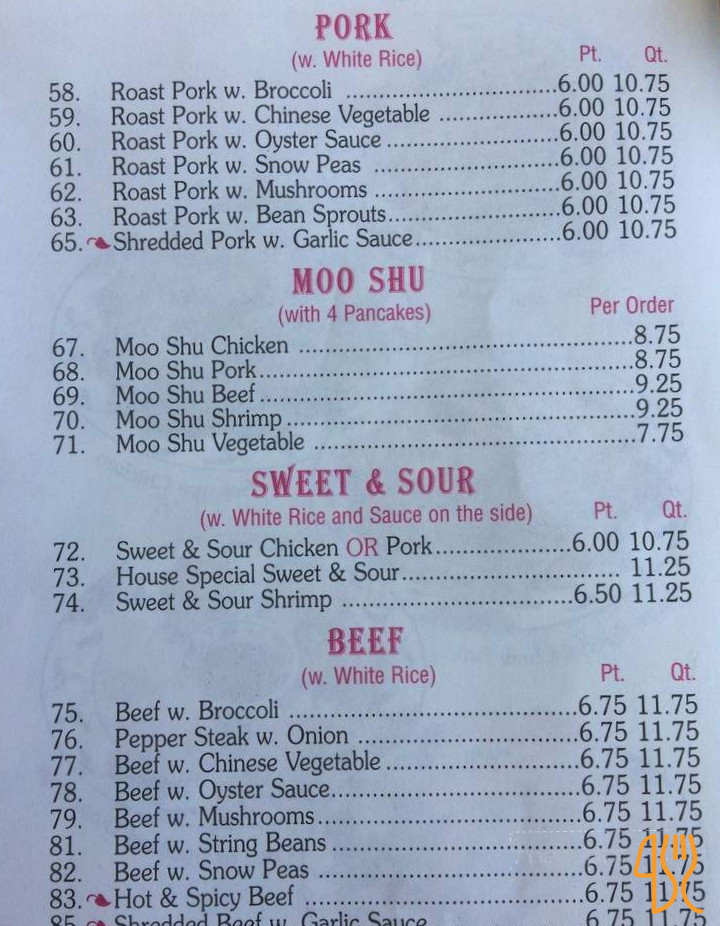 PORK
(w. White Rice) Pt. Qt.
58. Roast Pork w. Broccoli ................................6.00 10.75
59. Roast Pork w. Chinese Vegetable ..................6.00 10.75
60. Roast Pork w. Oyster Sauce ..........................6.00 10.75
61. Roast Pork w. Snow Peas ............................6.00 10.75
62. Roast Pork w. Mushrooms ............................6.00 10.75
63. Roast Pork w. Bean Sprouts..........................6.00 10.75
65. Shredded Pork w. Garlic Sauce......................6.00 10.75
MOO SHU
(with 4 Pancakes) Per Order
67. Moo Shu Chicken ..................................................8.75
68. Moo Shu Pork........................................................8.75
69. Moo Shu Beef........................................................9.25
70. Moo Shu Shrimp....................................................9.25
71. Moo Shu Vegetable ................................................7.75
SWEET & SOUR
(w. White Rice and Sauce on the side) Pt. Qt.
72. Sweet & Sour Chicken OR Pork....................6.00 10.75
73. House Special Sweet & Sour................................ 11.25
74. Sweet & Sour Shrimp ..................................6.50 11.25
BEEF
(w. White Rice) Pt. Qt.
75. Beef w. Broccoli ..........................................6.75 11.75
76. Pepper Steak w. Onion ................................6.75 11.75
77. Beef w. Chinese Vegetable ............................6.75 11.75
78. Beef w. Oyster Sauce....................................6.75 11.75
79. Beef w. Mushrooms......................................6.75 11.75
81. Beef w. String Beans ....................................6.75 11.75
82. Beef w. Snow Peas ......................................6.75 11.75
83. Hot & Spicy Beef ........................................6.75 11.75
85. Shredded Beef w. Garlic Sauce......................6.75 11.75